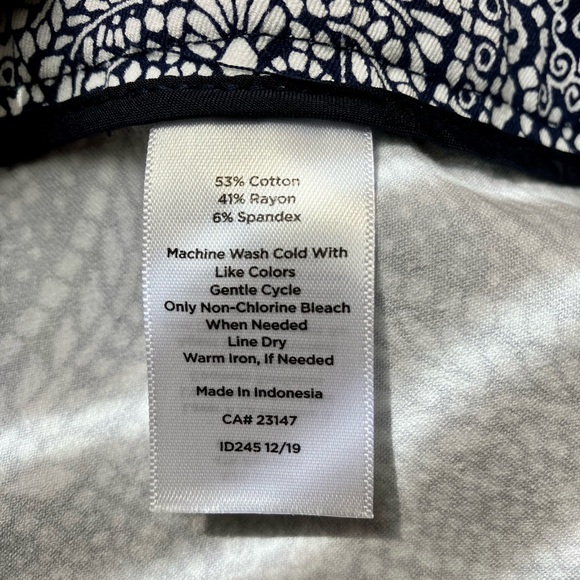 53% Cotton
41% Rayon
6% Spandex
Machine Wash Cold With
Like Colors
Gentle Cycle
Only Non-Chlorine Bleach
When Needed
Line Dry
Warm Iron, If Needed
Made In Indonesia
CA# 23147
ID245 12/19